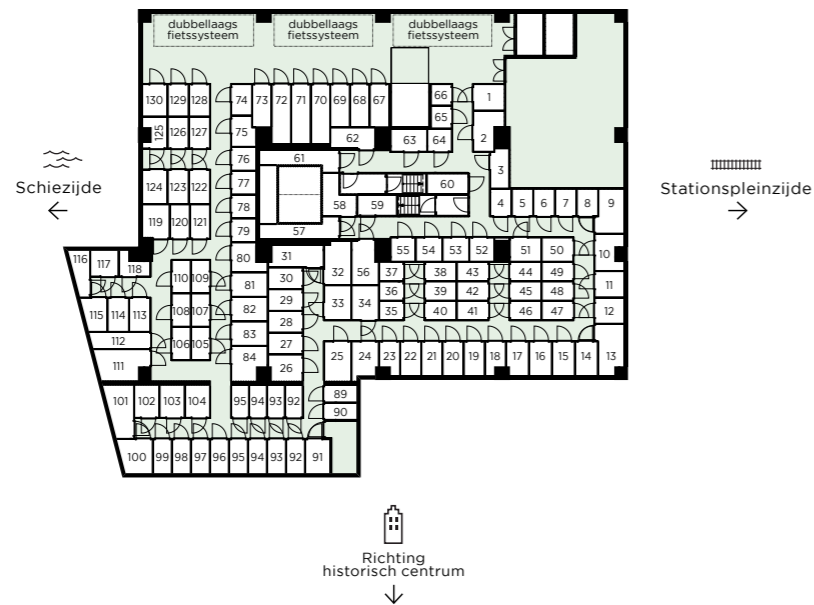 dubbellaags dubbellaags dubbellaags
fietssysteem fietssysteem fietssysteem
130 129 128 74 73 72 71 70 69 68 67 66 1
65
125 126 127 75 62 63 64 2
76 61
Schiezijde
Stationspleinzijde
124 123 122 77 60 3
78 58 59 4 5 6 7 8 9
119 120 121 79 57
116 117 118 80 31 32 56 55 54 53 52 51 50 10
110 109 81 30 37 38 43 44 49
108 107 82 29 33 34 36 39 42 45 48 11
115 114 113 28 35 40 41 46 47 12
112 106 105 83 27
111 84 26 25 24 23 22 21 20 19 18 17 16 15 14 13
101 102 103 104 95 94 93 92 89
90
100 99 98 97 96 95 94 93 92 91
Richting
historisch centrum